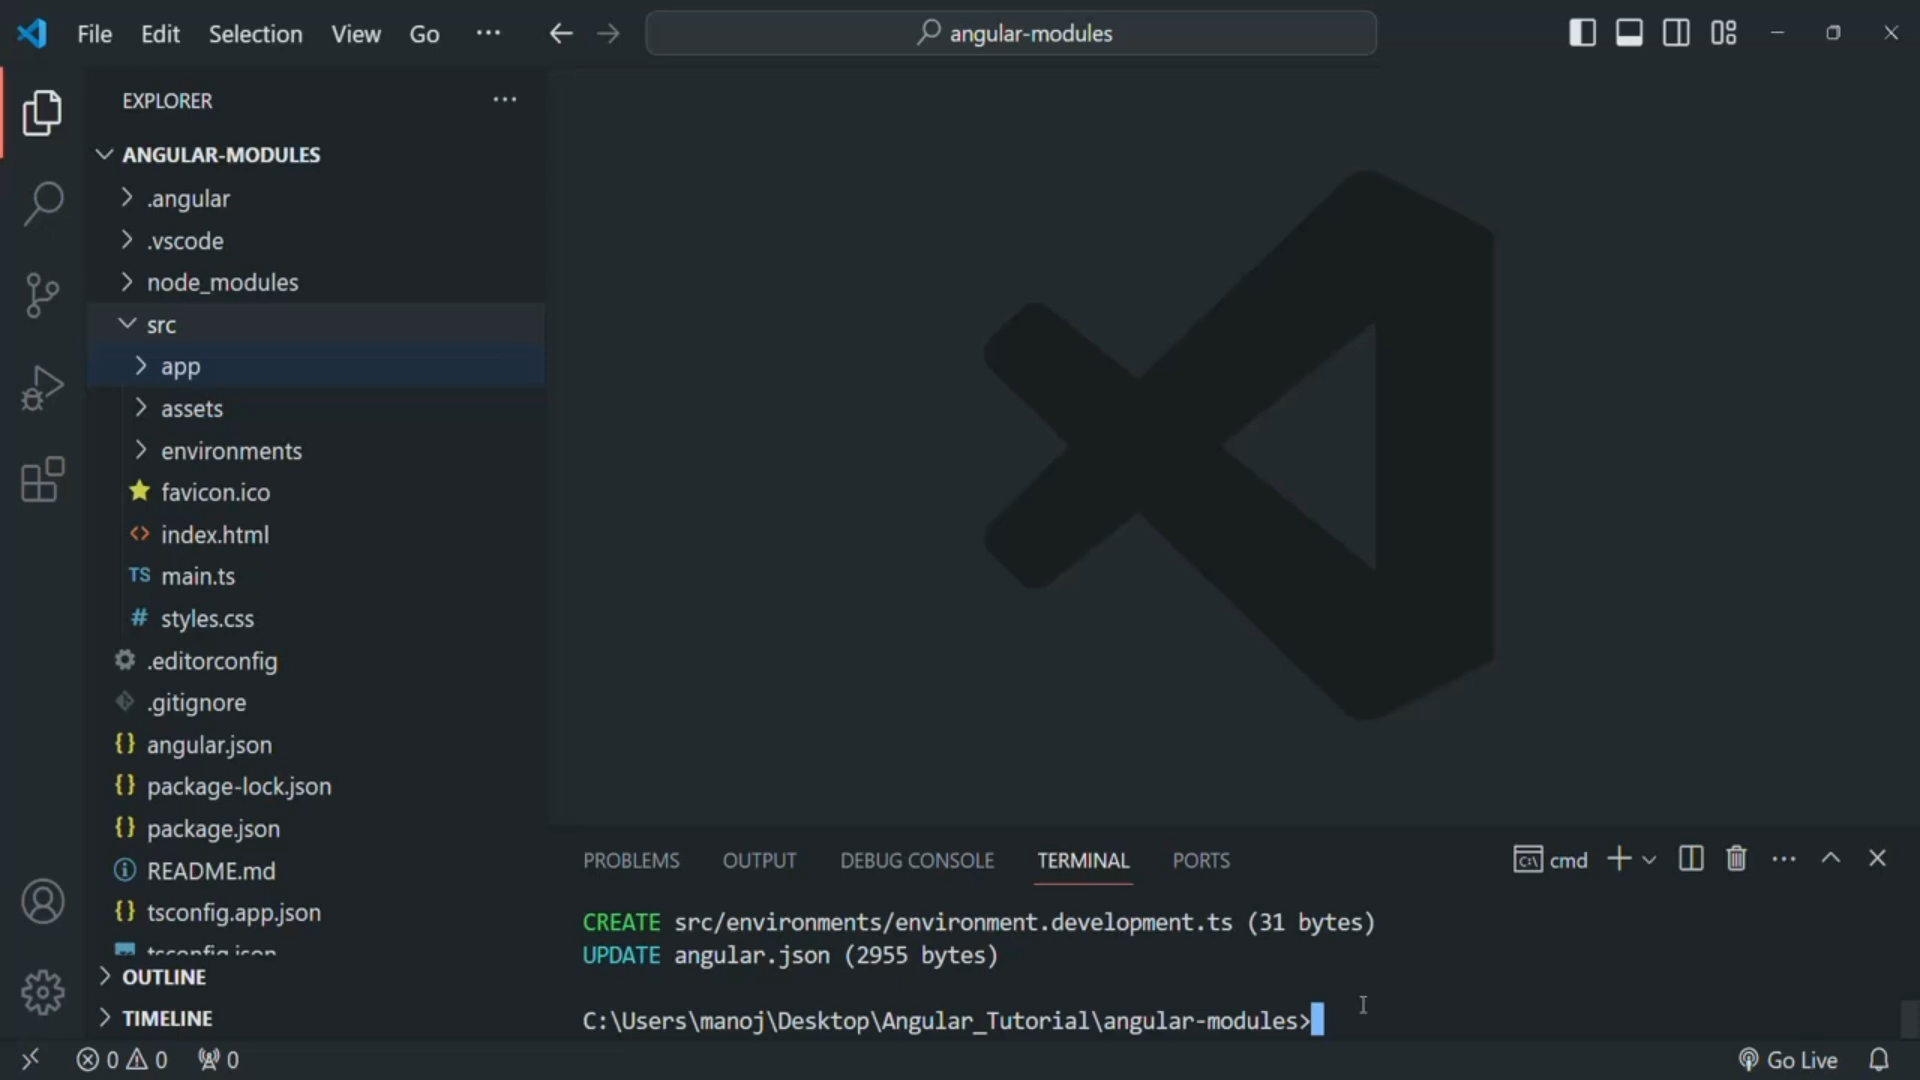 File Edit Selection View Go ··· angular-modules
EXPLORER ···
ANGULAR-MODULES
.angular
.vscode
node_modules
src
app
assets
environments
favicon.ico
<> index.html
TS main.ts
# styles.css
.editorconfig
.gitignore
{} angular.json
{} package-lock.json
{} package.json
README.md
{} tsconfig.app.json
tsconfig.json
OUTLINE
TIMELINE
PROBLEMS OUTPUT DEBUG CONSOLE TERMINAL PORTS cmd
CREATE src/environments/environment.development.ts (31 bytes)
UPDATE angular.json (2955 bytes)
C:\Users\manoj\Desktop\Angular_Tutorial\angular-modules>
0 0 0 Go Live